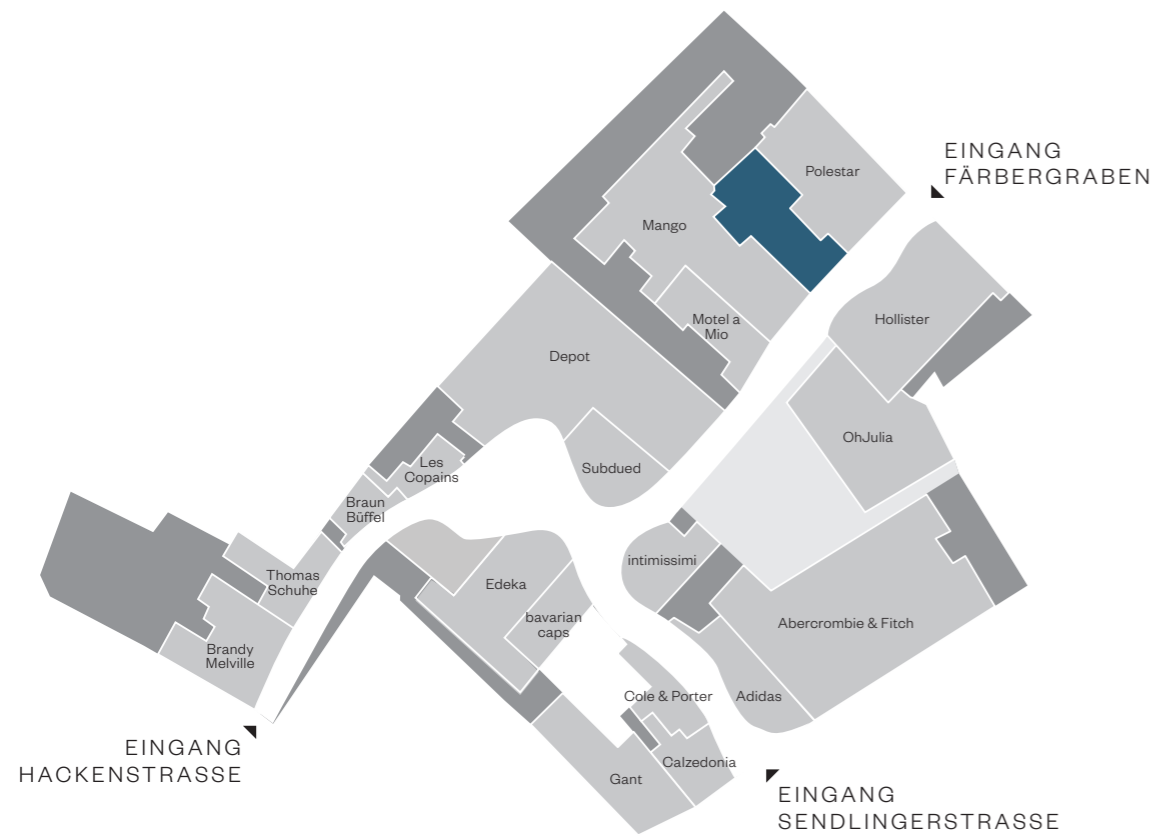 EINGANG
FÄRBERGRABEN
Polestar
Mango
Hollister
Motel a
Mio
Depot
OhJulia
Subdued
Les
Copains
Braun
Büffel
intimissimi
Thomas
Schuhe
Edeka
bavarian
caps
Abercrombie & Fitch
Brandy
Melville
Cole & Porter
Adidas
EINGANG
HACKENSTRASSE
Calzedonia
Gant
EINGANG
SENDLINGERSTRASSE